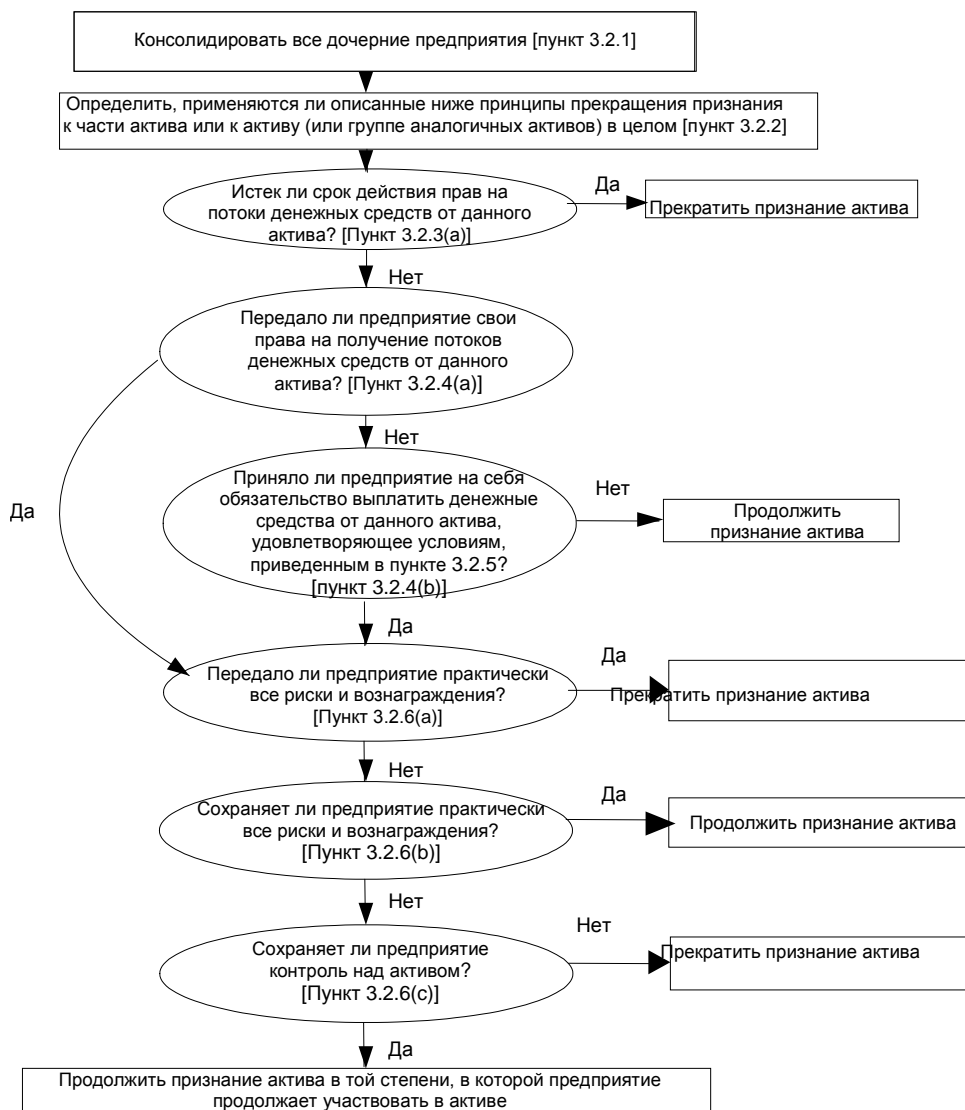 Консолидировать все дочерние предприятия [пункт 3.2.1]
Определить, применяются ли описанные ниже принципы прекращения признания
к части актива или к активу (или группе аналогичных активов) в целом [пункт 3.2.2]
Истек ли срок действия прав на
потоки денежных средств от данного
актива? [Пункт 3.2.3(a)]
Да
Прекратить признание актива
Нет
Передало ли предприятие свои
права на получение потоков
денежных средств от данного
актива? [Пункт 3.2.4(a)]
Нет
Да
Приняло ли предприятие на себя
обязательство выплатить денежные
средства от данного актива,
удовлетворяющее условиям,
приведенным в пункте 3.2.5?
[пункт 3.2.4(b)]
Нет
Продолжить
признание актива
Да
Передало ли предприятие практически
все риски и вознаграждения?
[Пункт 3.2.6(a)]
Да
Прекратить признание актива
Нет
Сохраняет ли предприятие практически
все риски и вознаграждения?
[Пункт 3.2.6(b)]
Да
Продолжить признание актива
Нет
Сохраняет ли предприятие
контроль над активом?
[Пункт 3.2.6(c)]
Нет
Прекратить признание актива
Да
Продолжить признание актива в той степени, в которой предприятие
продолжает участвовать в активе